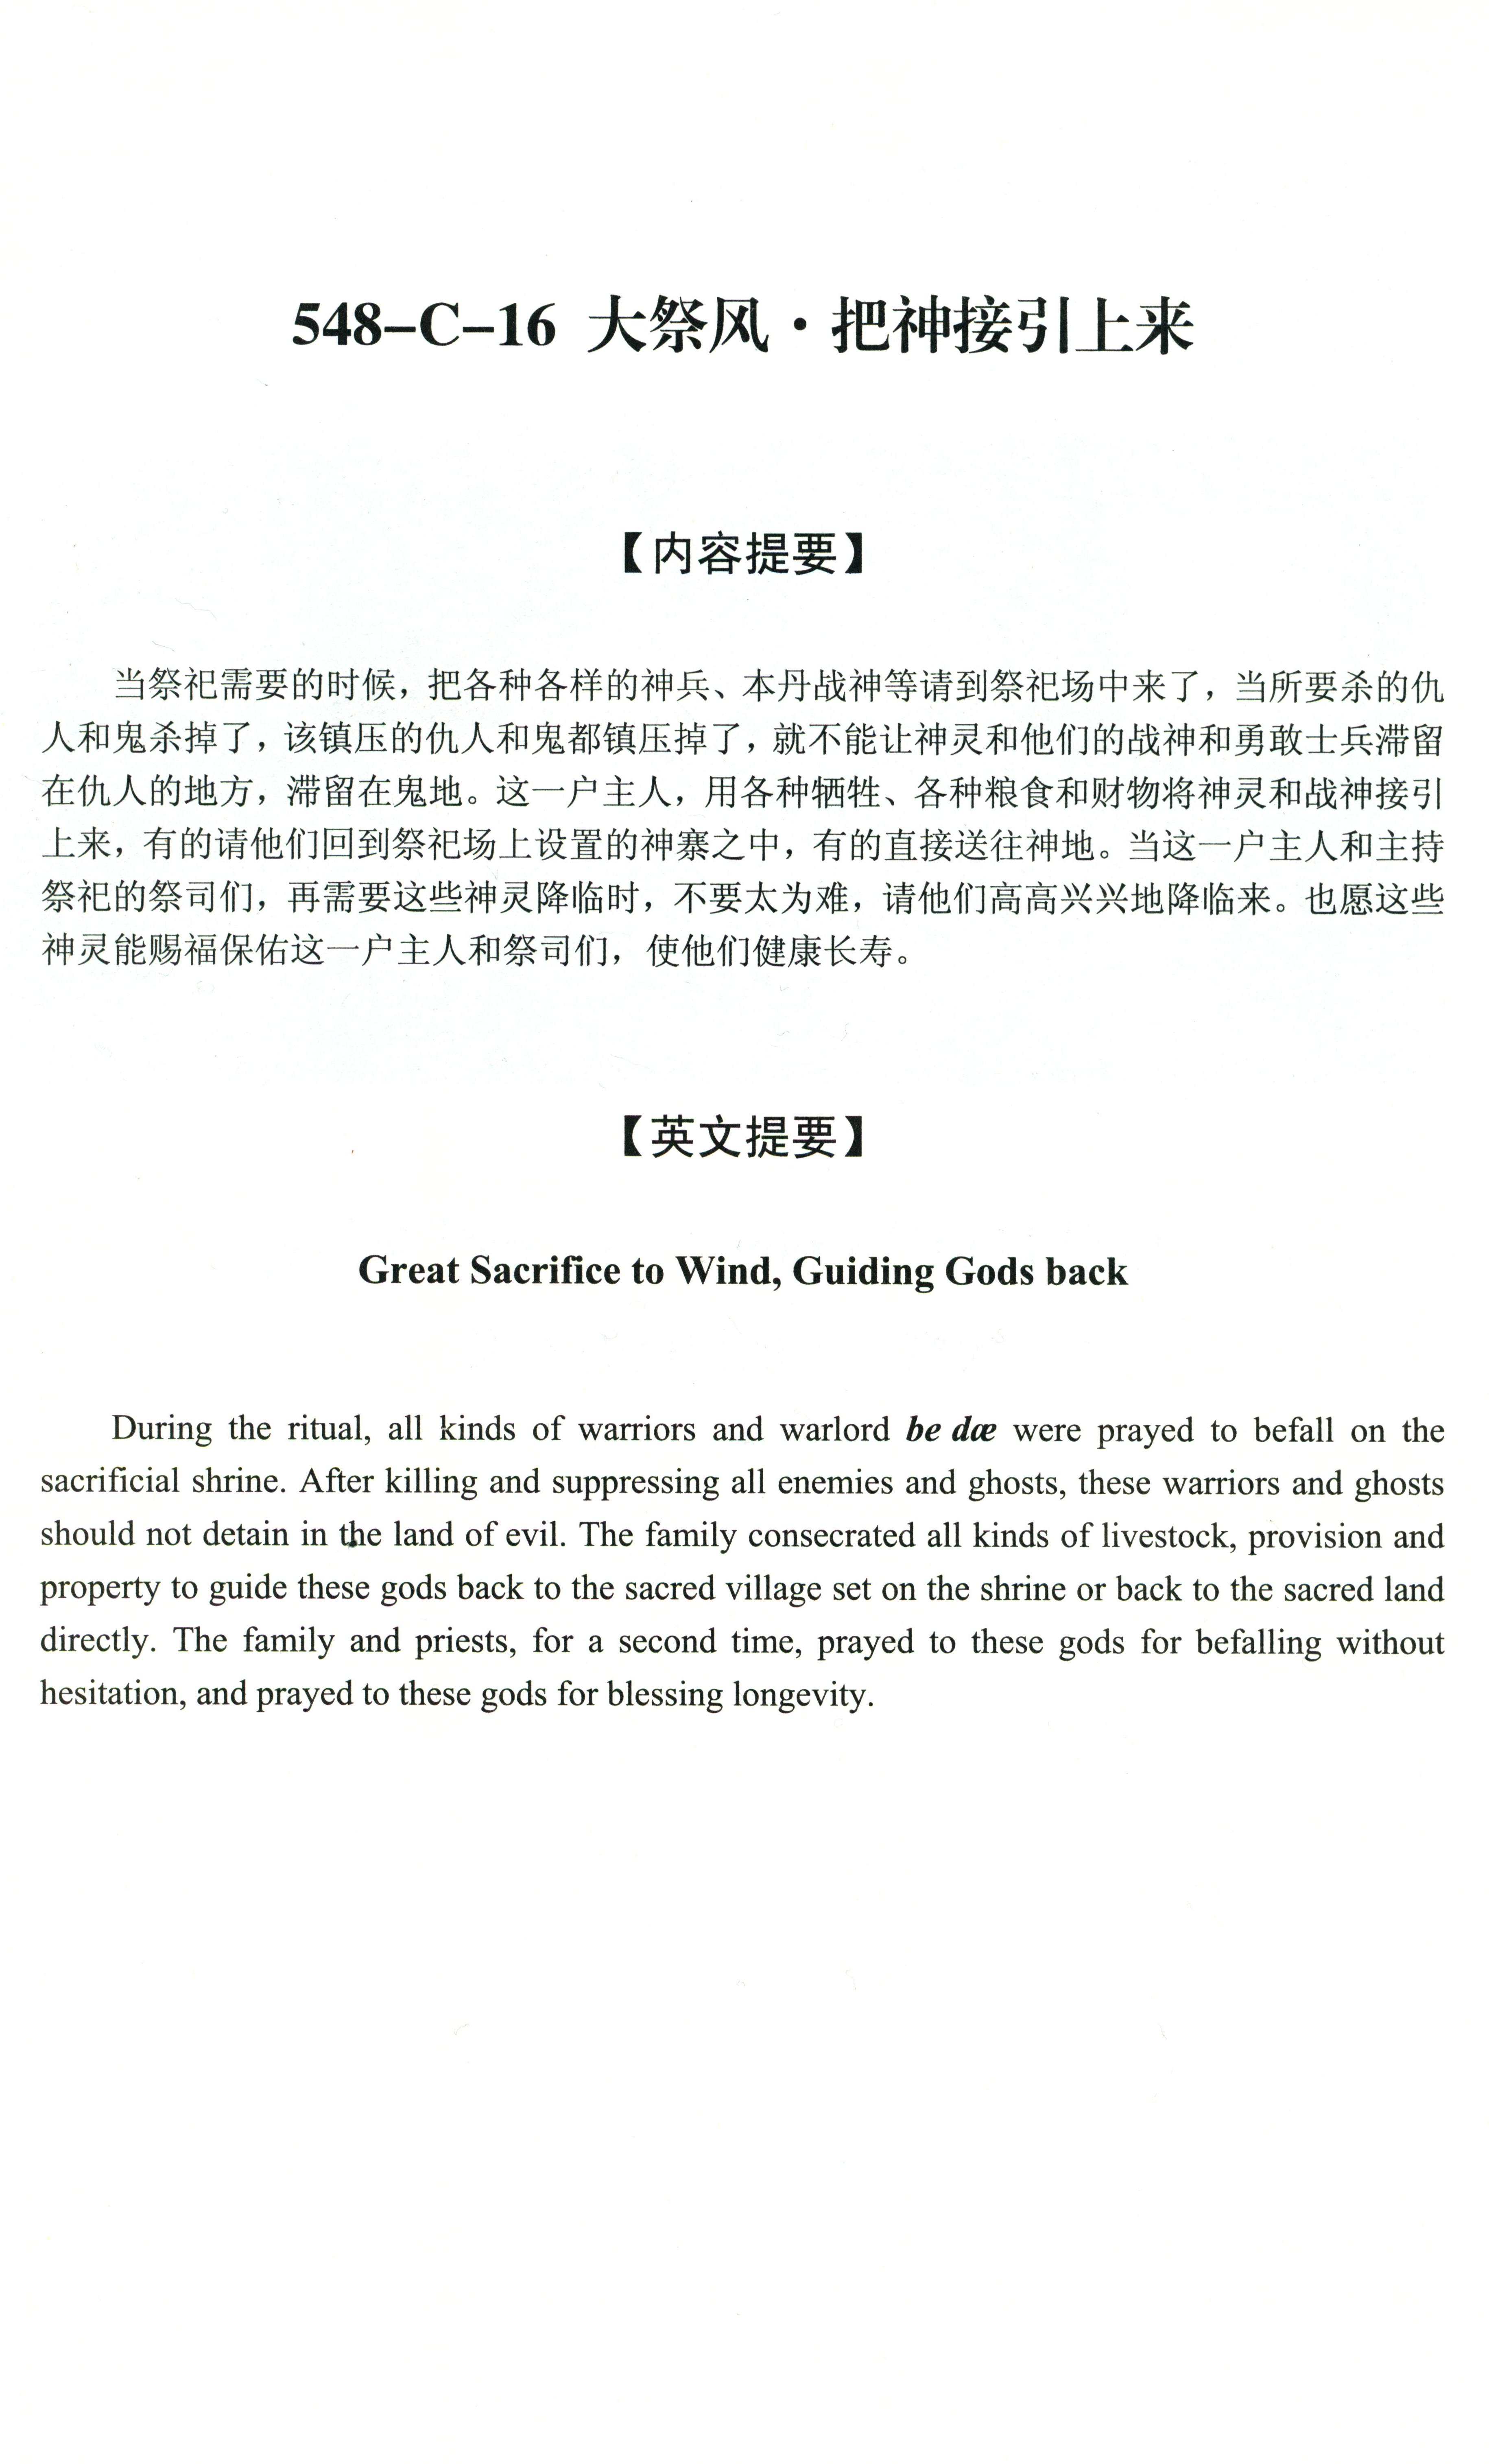 548-C-16 大祭风·把神接引上来
【内容提要】
当祭祀需要的时候，把各种各样的神兵、本丹战神等请到祭祀场中来了，当所要杀的仇
人和鬼杀掉了，该镇压的仇人和鬼都镇压掉了，就不能让神灵和他们的战神和勇敢士兵滞留
在仇人的地方，滞留在鬼地。这一户主人，用各种牺牲、各种粮食和财物将神灵和战神接引
上来，有的请他们回到祭祀场上设置的神寨之中，有的直接送往神地。当这一户主人和主持
祭祀的祭司们，再需要这些神灵降临时，不要太为难，请他们高高兴兴地降临来。也愿这些
神灵能赐福保佑这一户主人和祭司们，使他们健康长寿。
【英文提要】
Great Sacrifice to Wind, Guiding Gods back
During the ritual, all kinds of warriors and warlord be dæ were prayed to befall on the
sacrificial shrine. After killing and suppressing all enemies and ghosts, these warriors and ghosts
should not detain in the land of evil. The family consecrated all kinds of livestock, provision and
property to guide these gods back to the sacred village set on the shrine or back to the sacred land
directly. The family and priests, for a second time, prayed to these gods for befalling without
hesitation, and prayed to these gods for blessing longevity.